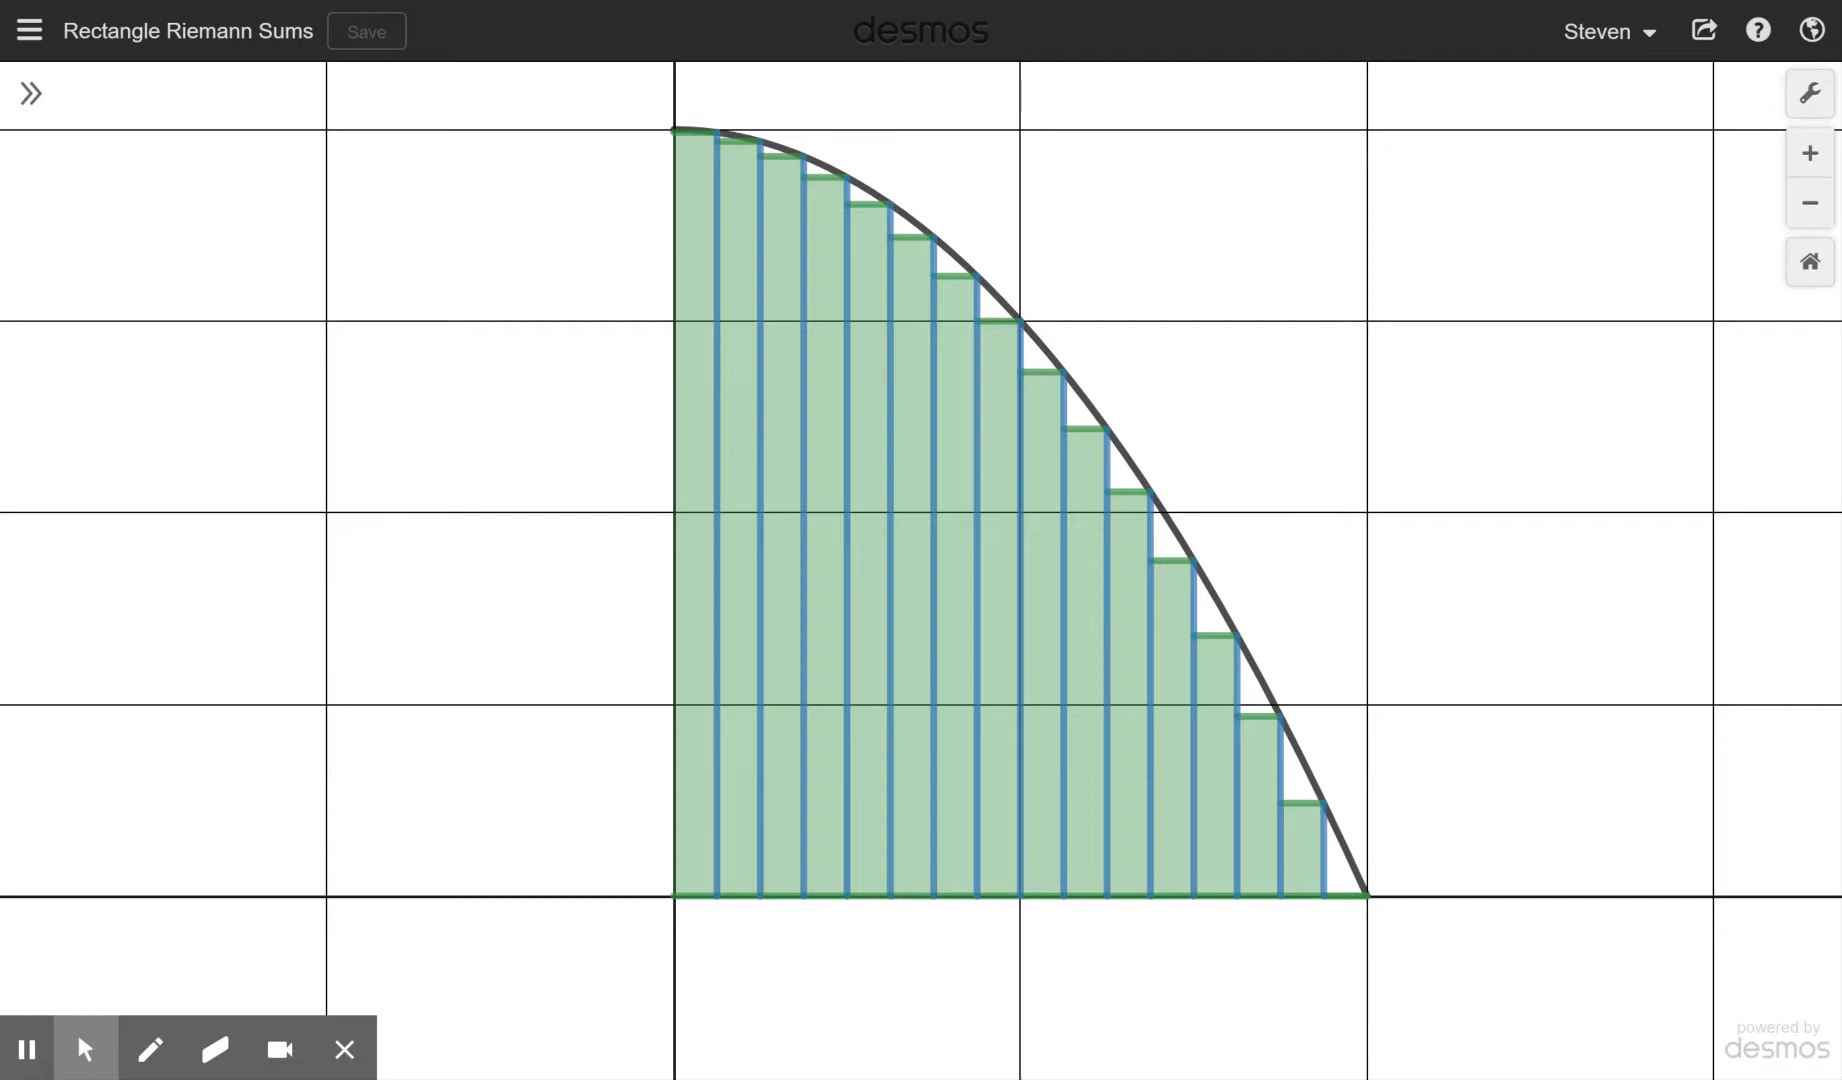 Rectangle Riemann Sums
Save
desmos
Steven
powered by
desmos